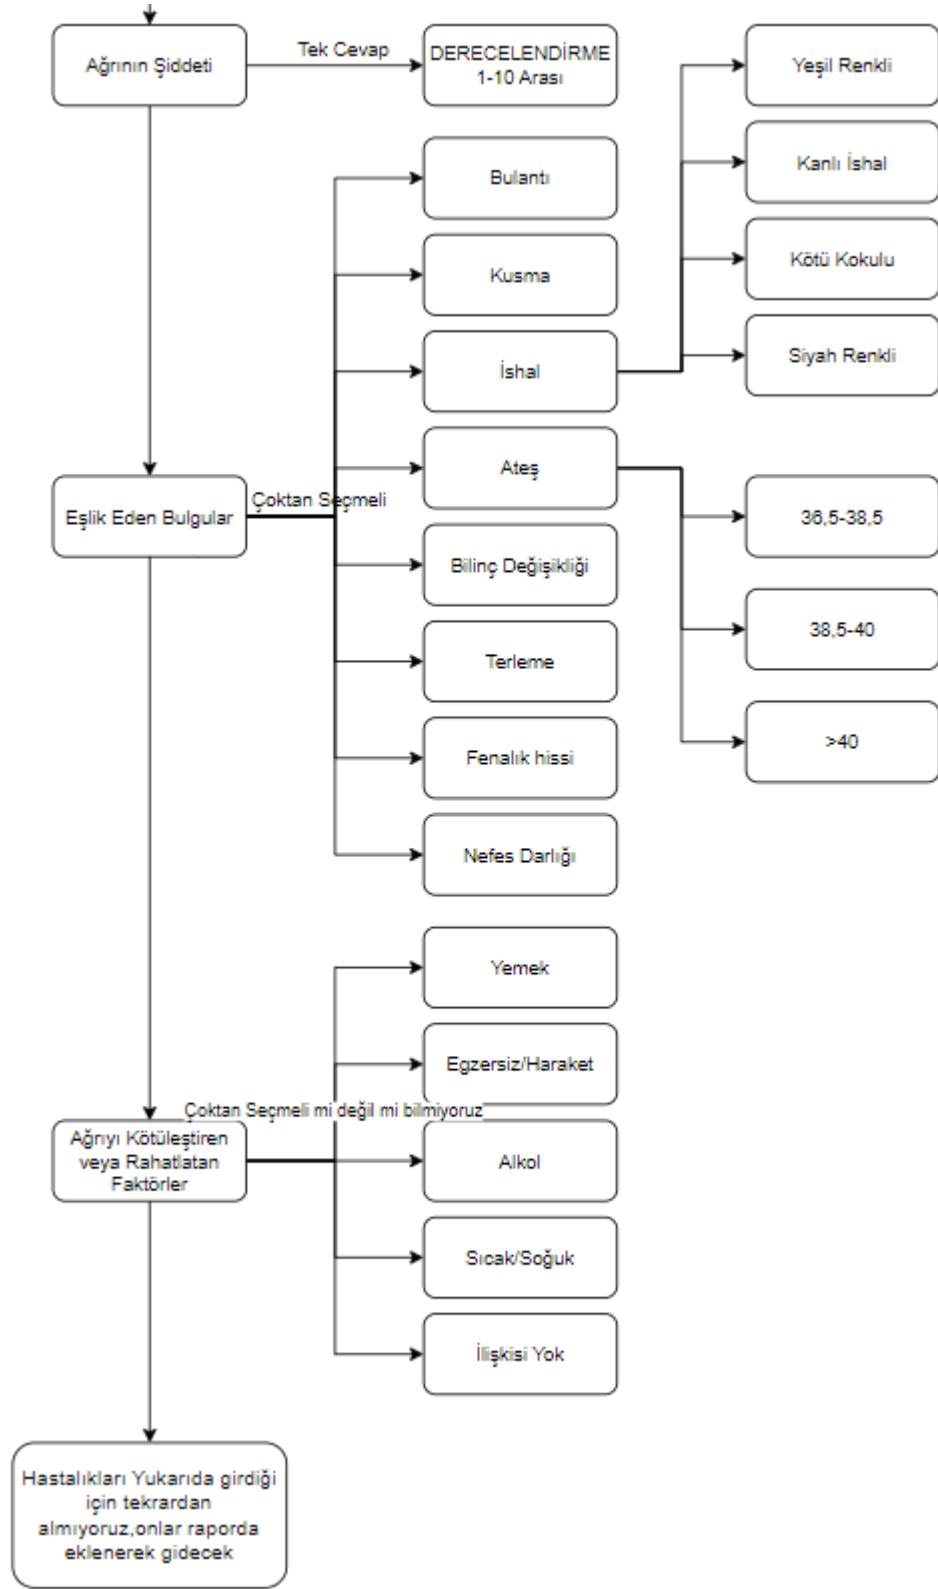 Ağrının Şiddeti
Tek Cevap
DERECELENDİRME
1-10 Arası
Yeşil Renkli
Bulantı
Kanlı İshal
Kusma
Kötü Kokulu
İshal
Siyah Renkli
Ateş
Eşlik Eden Bulgular
Çoktan Seçmeli
36,5-38,5
Bilinç Değişikliği
38,5-40
Terleme
Fenalık hissi
>40
Nefes Darlığı
Yemek
Egzersiz/Haraket
Çoktan Seçmeli mi değil mi bilmiyoruz
Ağrıyı Kötüleştiren
veya Rahatlatan
Faktörler
Alkol
Sıcak/Soğuk
İlişkisi Yok
Hastalıkları Yukarıda girdiği
için tekrardan
almıyoruz,onlar raporda
eklenerek gidecek